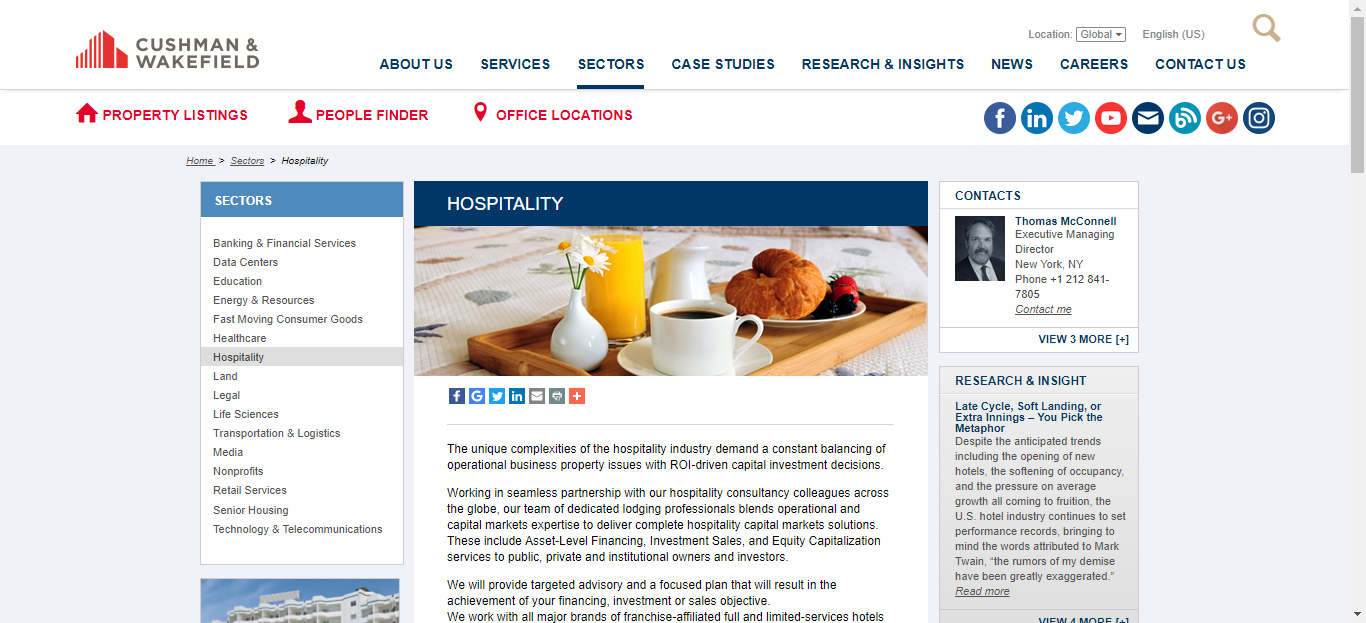 CUSHMAN &
WAKEFIELD
Location: Global
English (US)
ABOUT US
SERVICES
SECTORS
CASE STUDIES
RESEARCH & INSIGHTS
NEWS
CAREERS
CONTACT US
PROPERTY LISTINGS
PEOPLE FINDER
OFFICE LOCATIONS
Home > Sectors > Hospitality
SECTORS
Banking & Financial Services
Data Centers
Education
Energy & Resources
Fast Moving Consumer Goods
Healthcare
Hospitality
Land
Legal
Life Sciences
Transportation & Logistics
Media
Nonprofits
Retail Services
Senior Housing
Technology & Telecommunications
HOSPITALITY
The unique complexities of the hospitality industry demand a constant balancing of
operational business property issues with ROI-driven capital investment decisions.
Working in seamless partnership with our hospitality consultancy colleagues across
the globe, our team of dedicated lodging professionals blends operational and
capital markets expertise to deliver complete hospitality capital markets solutions.
These include Asset-Level Financing, Investment Sales, and Equity Capitalization
services to public, private and institutional owners and investors.
We will provide targeted advisory and a focused plan that will result in the
achievement of your financing, investment or sales objective.
We work with all major brands of franchise-affiliated full and limited-services hotels
CONTACTS
Thomas McConnell
Executive Managing
Director
New York, NY
Phone +1 212 841-
7805
Contact me
VIEW 3 MORE [+]
RESEARCH & INSIGHT
Late Cycle, Soft Landing, or
Extra Innings – You Pick the
Metaphor
Despite the anticipated trends
including the opening of new
hotels, the softening of occupancy,
and the pressure on average
growth all coming to fruition, the
U.S. hotel industry continues to set
performance records, bringing to
mind the words attributed to Mark
Twain, “the rumors of my demise
have been greatly exaggerated.”
Read more
VIEW 4 MORE [+]